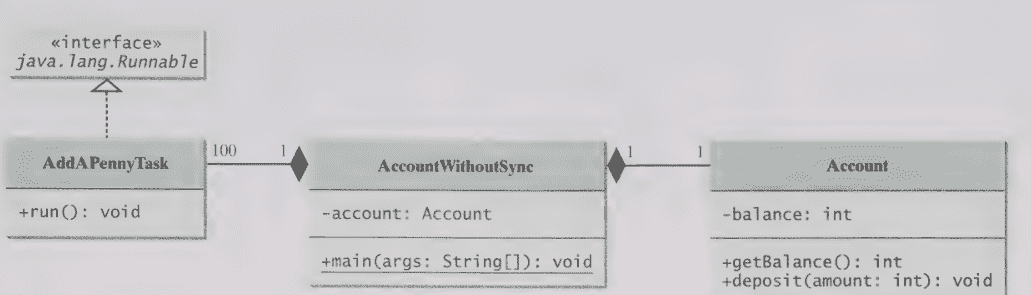 «interface»
java.lang.Runnable
AddAPennyTask
+run(): void
100
1
AccountWithoutSync
-account: Account
+main(args: String[]): void
1
1
Account
-balance: int
+getBalance(): int
+deposit(amount: int): void